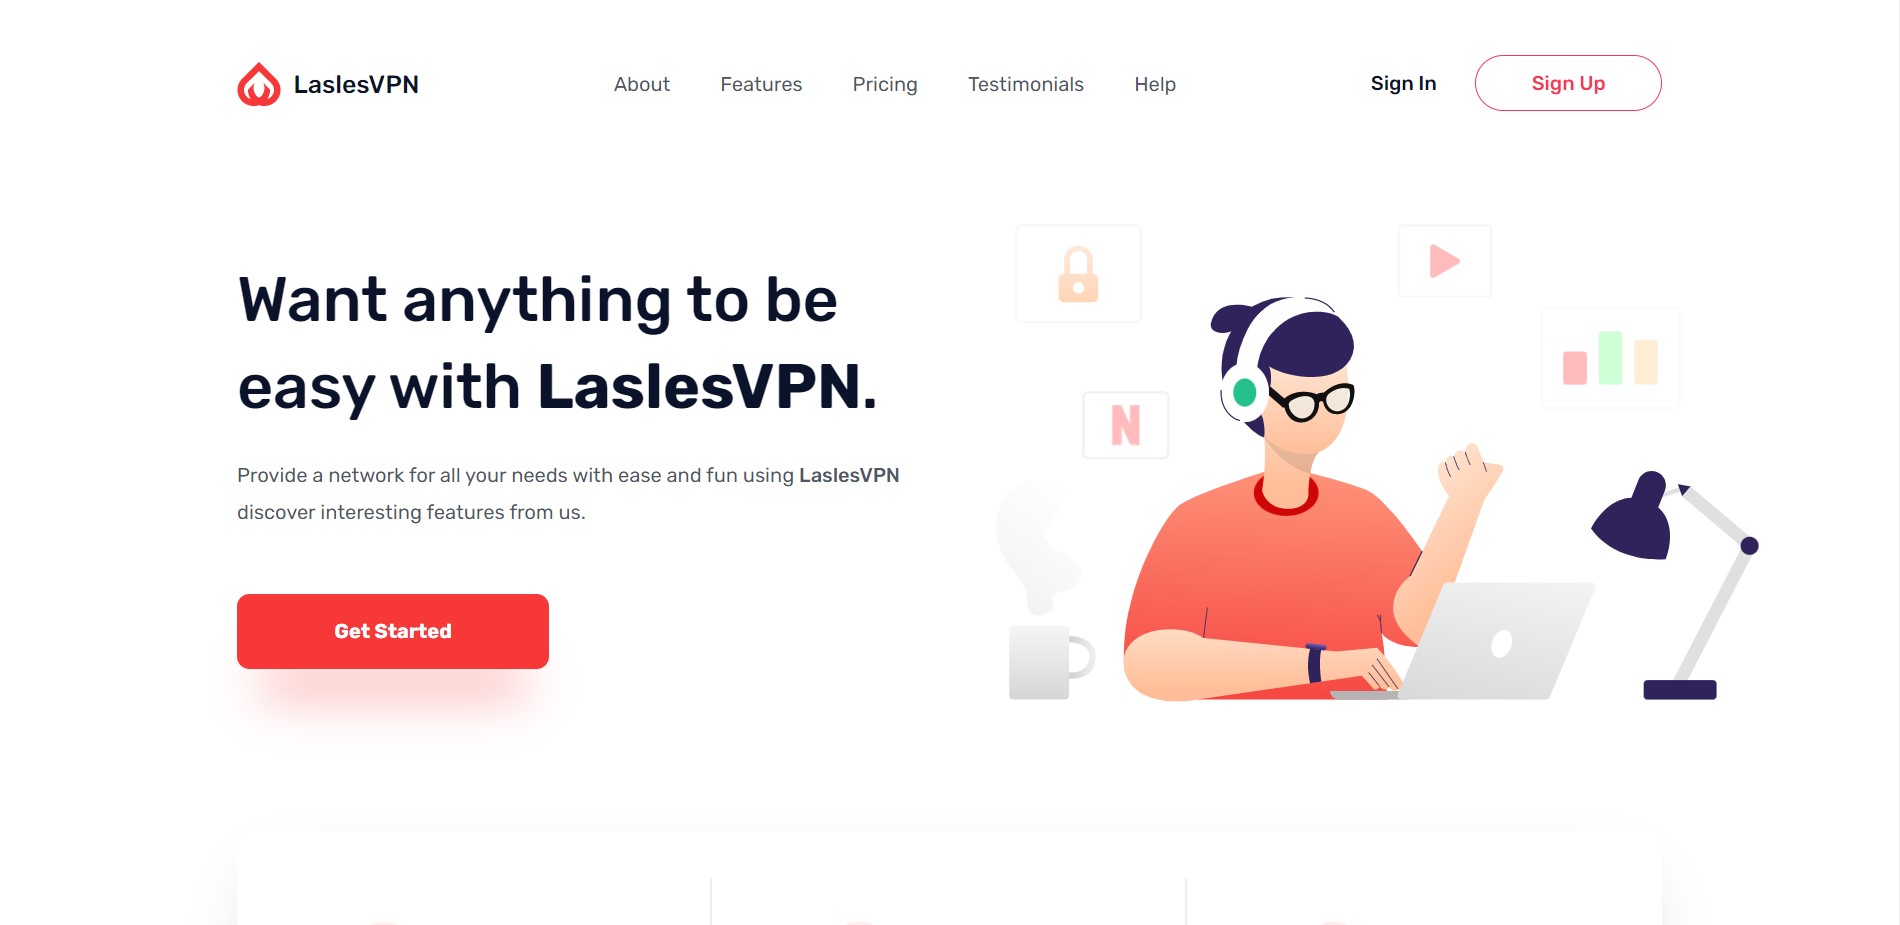 LaslesVPN
About
Features
Pricing
Testimonials
Help
Sign In
Sign Up
Want anything to be
easy with LaslesVPN.
Provide a network for all your needs with ease and fun using LaslesVPN
discover interesting features from us.
Get Started
N